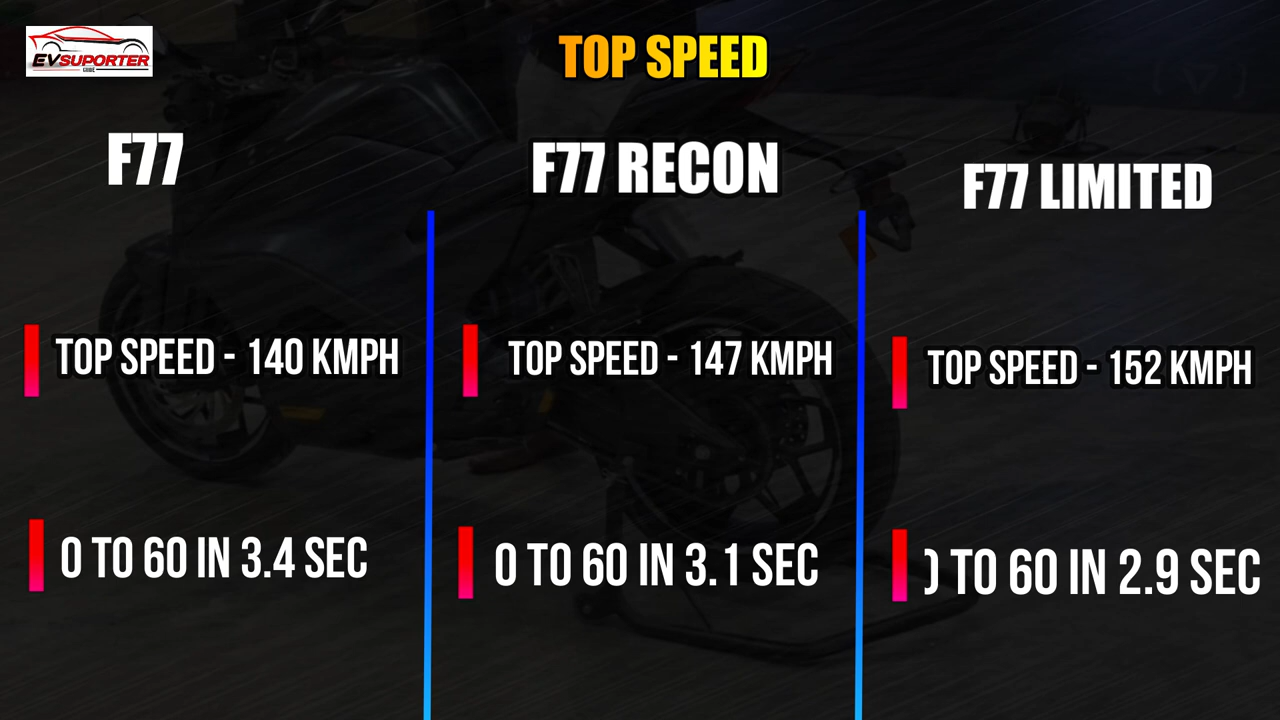 EVSUPORTER
GUIDE
TOP SPEED
F77
TOP SPEED - 140 KMPH
0 TO 60 IN 3.4 SEC
F77 RECON
TOP SPEED - 147 KMPH
0 TO 60 IN 3.1 SEC
F77 LIMITED
TOP SPEED - 152 KMPH
TO 60 IN 2.9 SEC